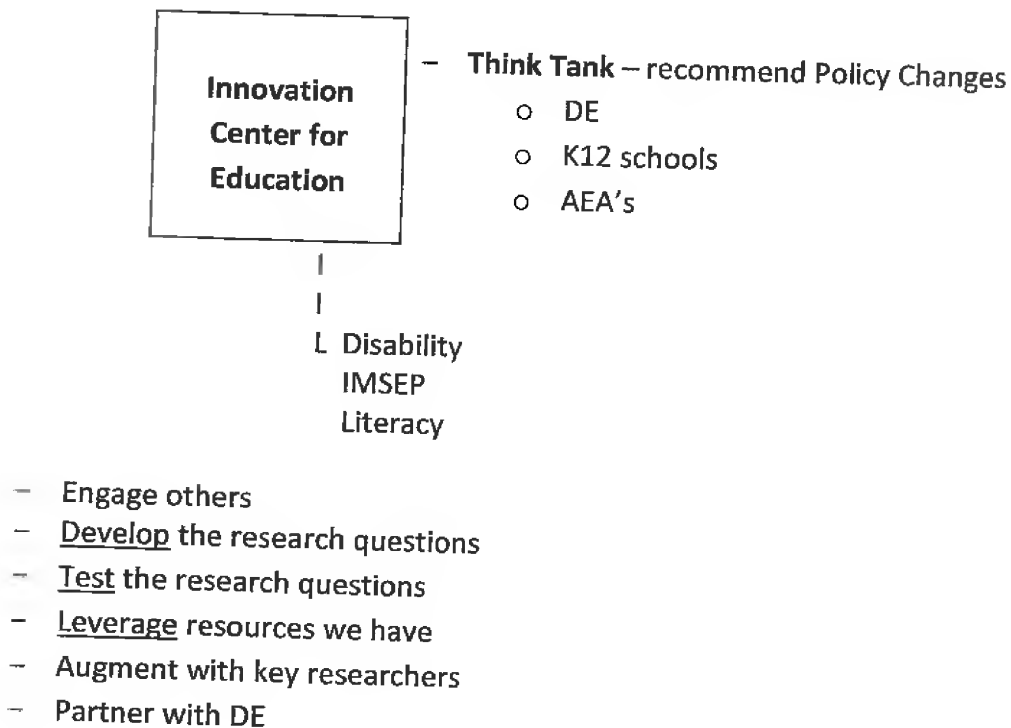 Innovation
Center for
Education
– Think Tank – recommend Policy Changes
o DE
o K12 schools
o AEA's
L Disability
IMSEP
Literacy
– Engage others
– Develop the research questions
– Test the research questions
– Leverage resources we have
– Augment with key researchers
– Partner with DE